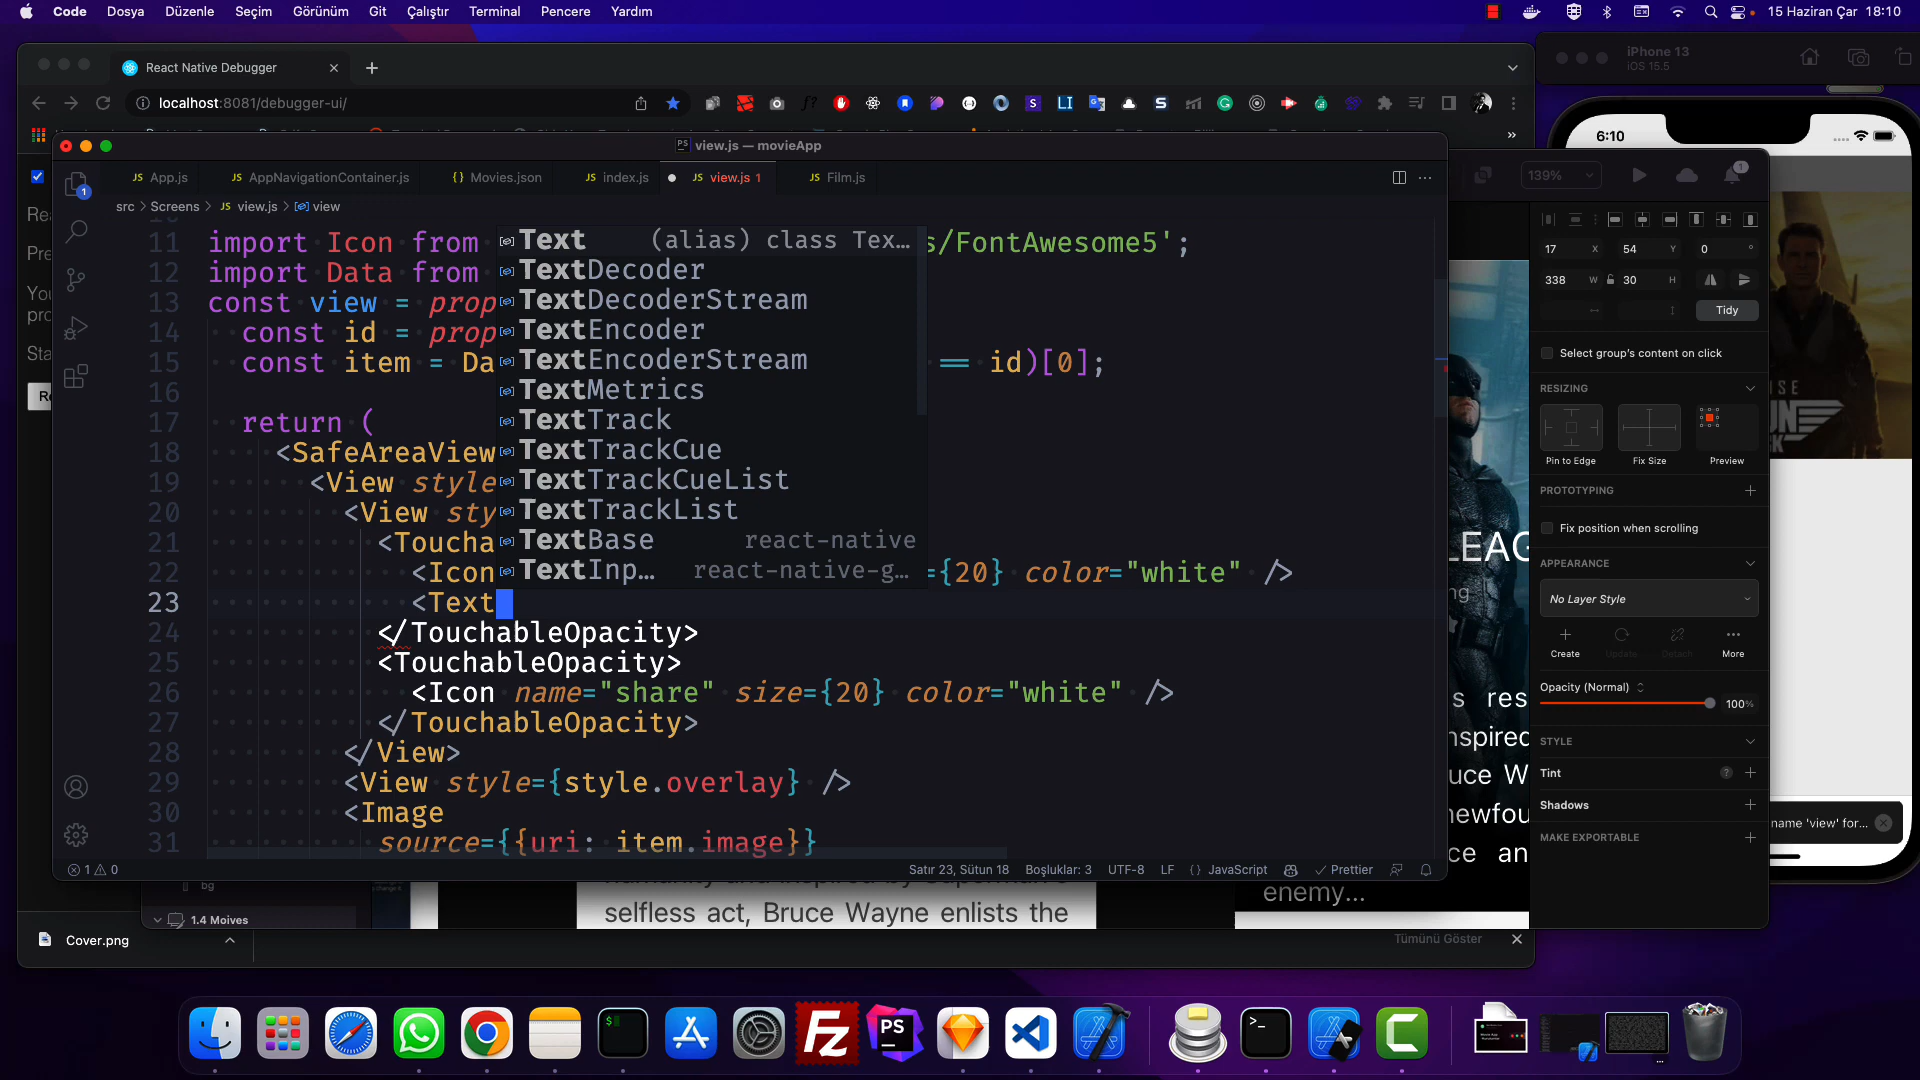 Code Dosya Düzenle Seçim Görünüm Git Çalıştır Terminal Pencere Yardım
15 Haziran Çar 18:10
React Native Debugger
localhost:8081/debugger-ui/
iPhone 13
iOS 15.5
6:10
view.js — movieApp
App.js
AppNavigationContainer.js
Movies.json
index.js
view.js 1
Film.js
src > Screens > view.js > view
11 import Icon from s/FontAwesome5';
12 import Data from
13 const view = prop
14 const id = prop
15 const item = Da == id)[0];
16
17 return (
18 <SafeAreaView
19 <View style
20 <View sty
21 <Toucha
22 <Icon ={20} color="white" />
23 <Text
24 </TouchableOpacity>
25 <TouchableOpacity>
26 <Icon name="share" size={20} color="white" />
27 </TouchableOpacity>
28 </View>
29 <View style={style.overlay} />
30 <Image
31 source={{uri: item.image}}
Text (alias) class Tex…
TextDecoder
TextDecoderStream
TextEncoder
TextEncoderStream
TextMetrics
TextTrack
TextTrackCue
TextTrackCueList
TextTrackList
TextBase react-native
TextInp… react-native-g…
1 0
Satır 23, Sütun 18 Boşluklar: 3 UTF-8 LF JavaScript Prettier
139%
1
17 X 54 Y 0 °
338 W 30 H
Tidy
Select group's content on click
RESIZING
Pin to Edge Fix Size Preview
PROTOTYPING
Fix position when scrolling
APPEARANCE
No Layer Style
Create Update Detach More
Opacity (Normal)
100%
STYLE
Tint
Shadows
MAKE EXPORTABLE
name 'view' for...
bg
1.4 Moives
selfless act, Bruce Wayne enlists the
enemy...
Cover.png
Tümünü Göster